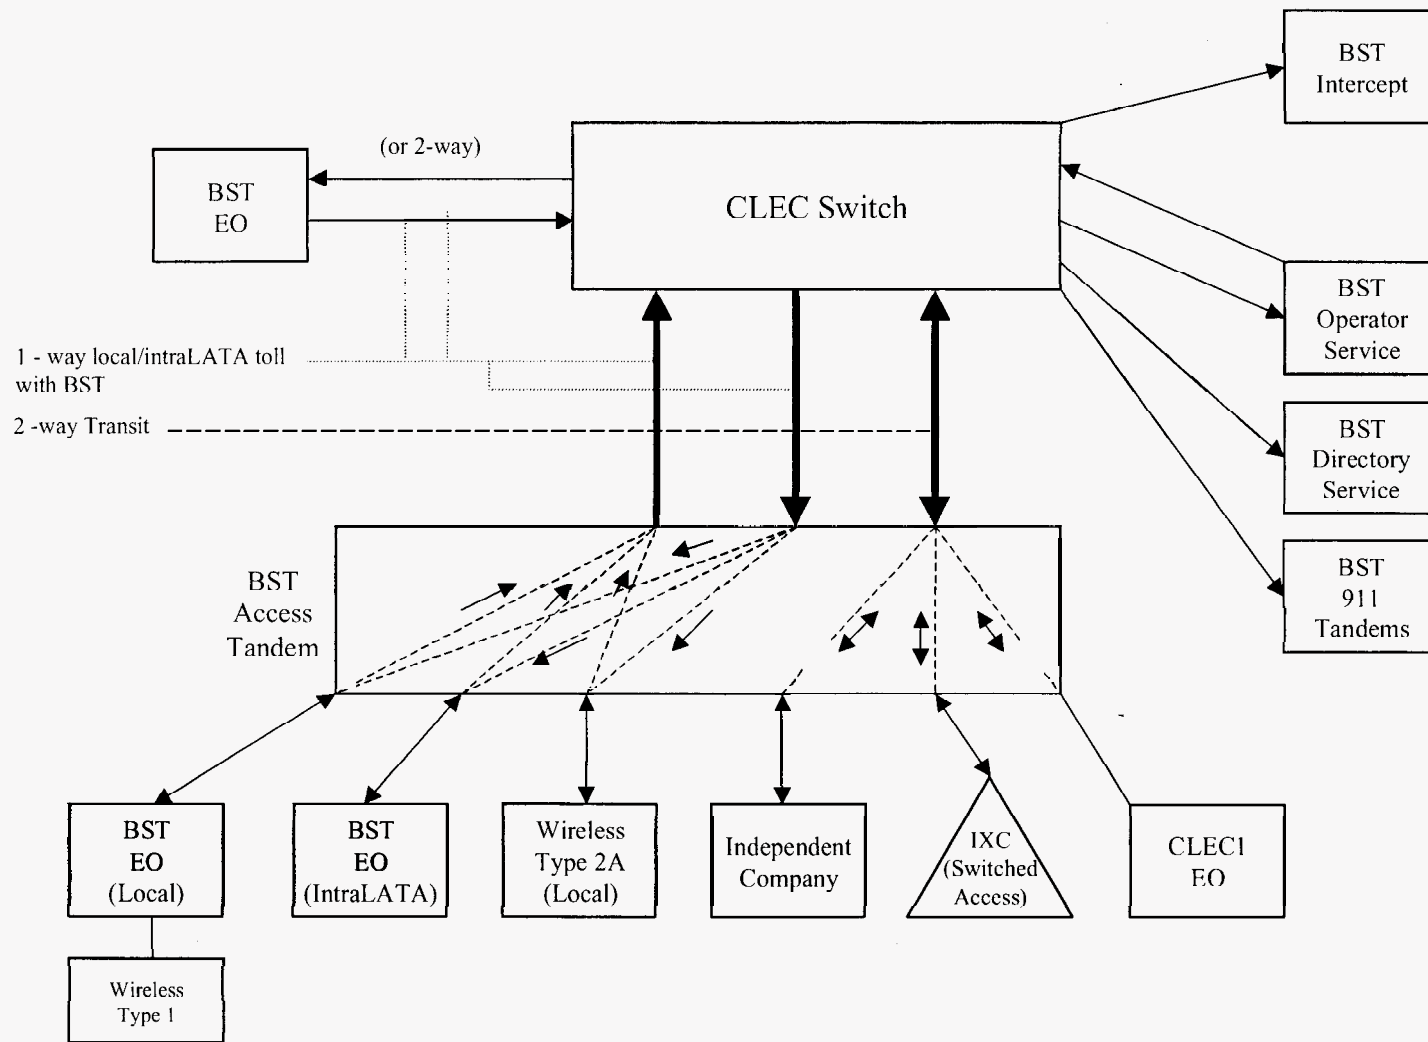 BST
Intercept
(or 2-way)
BST
EO
CLEC Switch
BST
Operator
Service
1 - way local/intraLATA toll
with BST
2 -way Transit
BST
Directory
Service
BST
911
Tandems
BST
Access
Tandem
BST
EO
(Local)
BST
EO
(IntraLATA)
Wireless
Type 2A
(Local)
Independent
Company
IXC
(Switched
Access)
CLEC1
EO
Wireless
Type 1